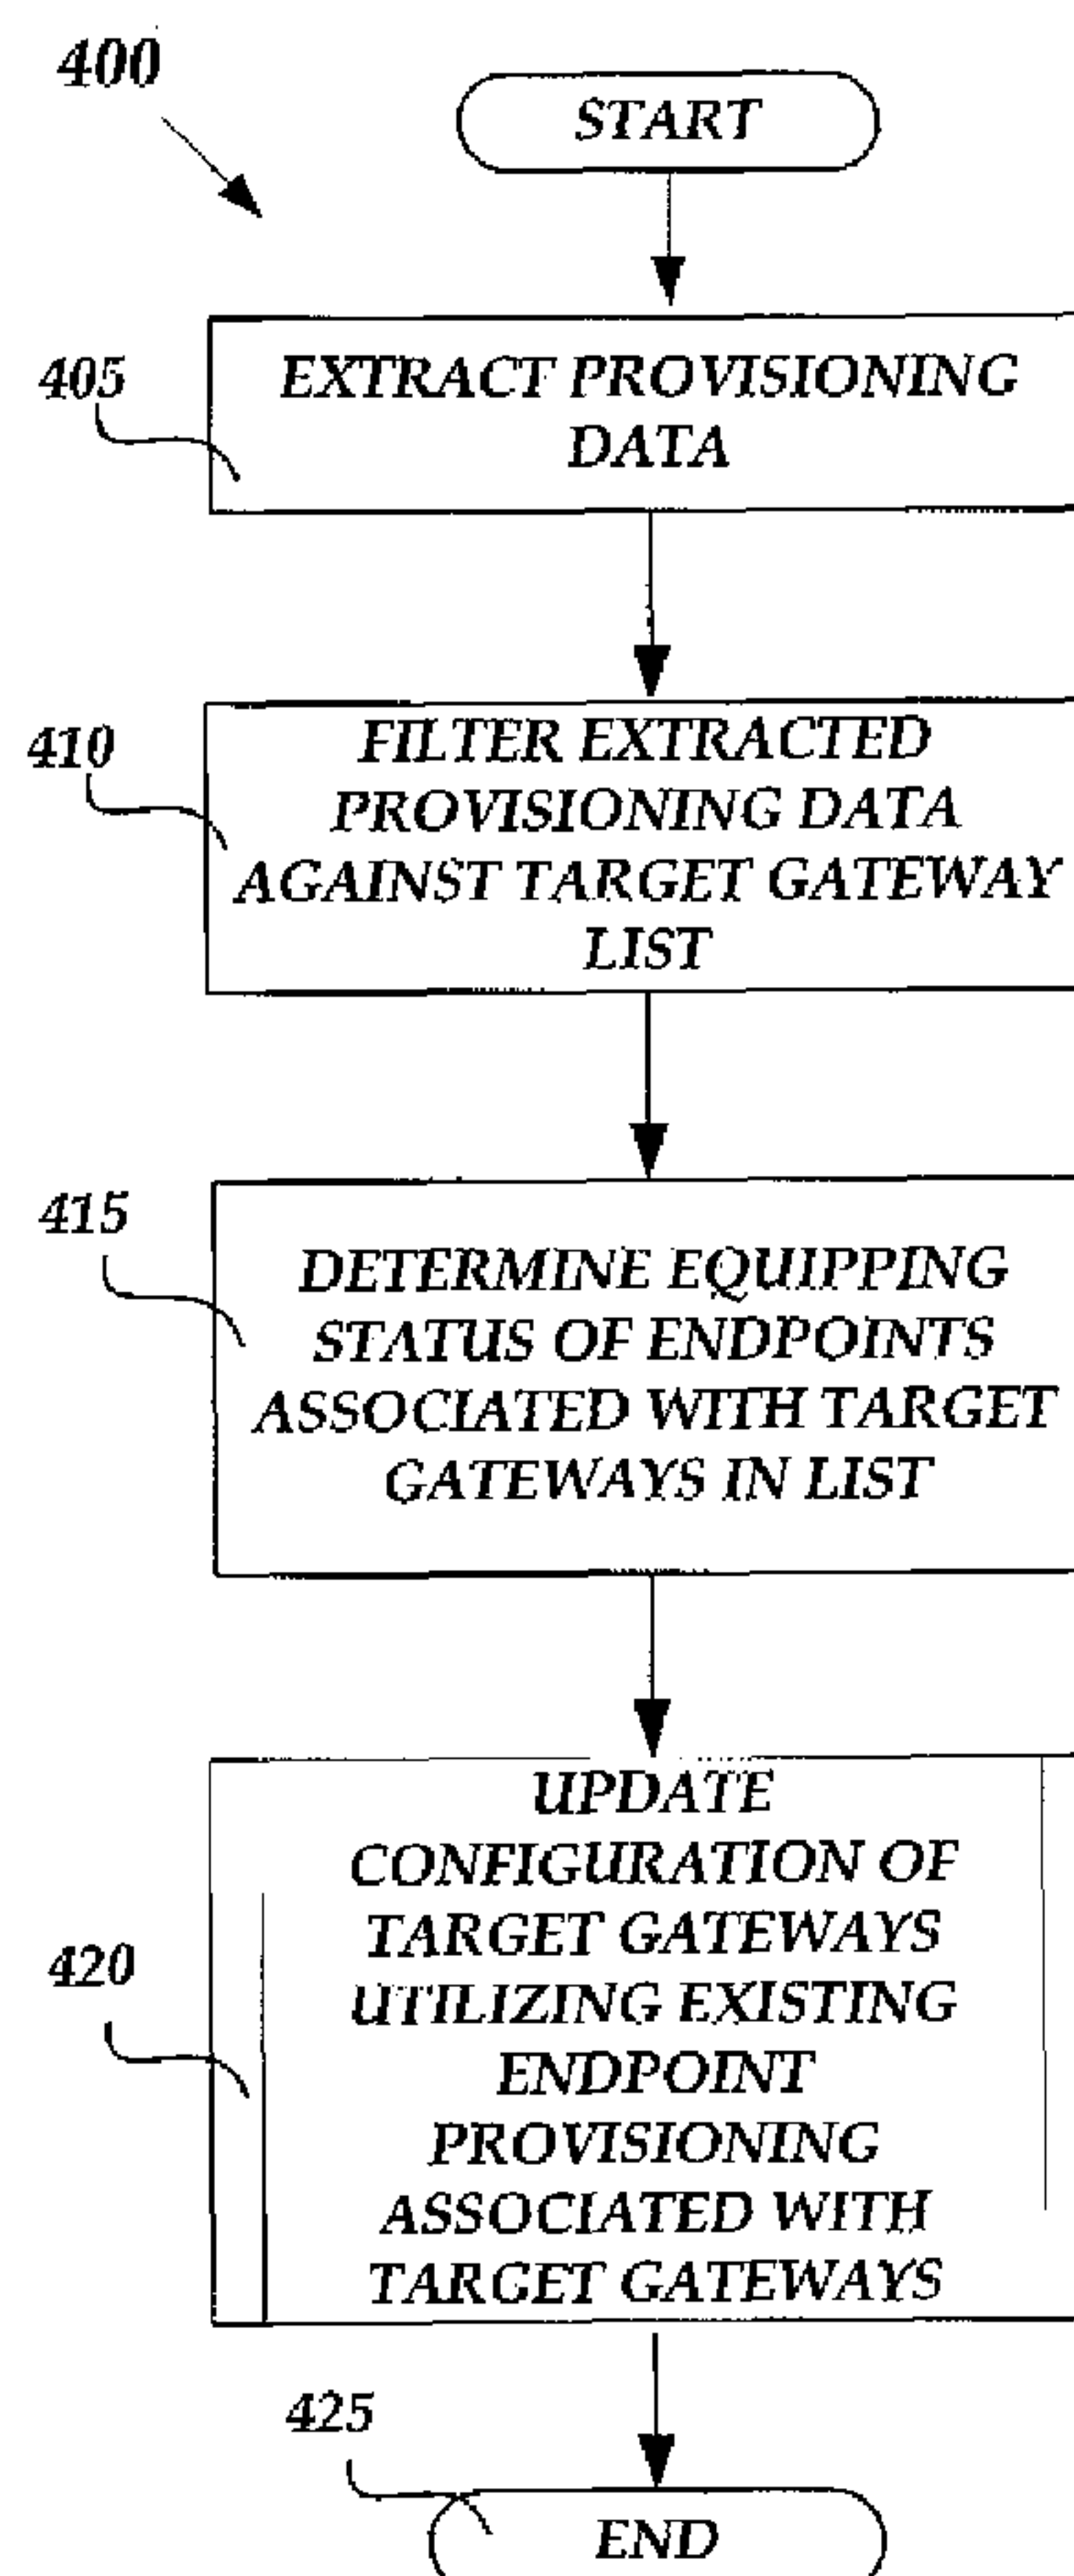 400
START
405
EXTRACT PROVISIONING
DATA
410
FILTER EXTRACTED
PROVISIONING DATA
AGAINST TARGET GATEWAY
LIST
415
DETERMINE EQUIPPING
STATUS OF ENDPOINTS
ASSOCIATED WITH TARGET
GATEWAYS IN LIST
420
UPDATE
CONFIGURATION OF
TARGET GATEWAYS
UTILIZING EXISTING
ENDPOINT
PROVISIONING
ASSOCIATED WITH
TARGET GATEWAYS
425
END